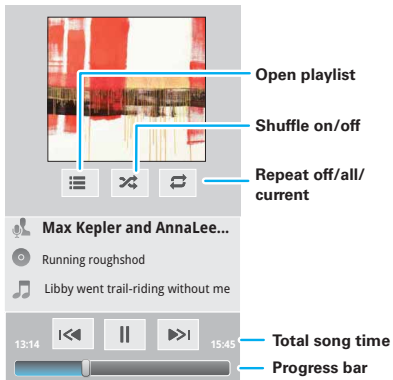 Open playlist
Shuffle on/off
Repeat off/all/
current
Max Kepler and AnnaLee...
Running roughshod
Libby went trail-riding without me
13:14
15:45
Total song time
Progress bar